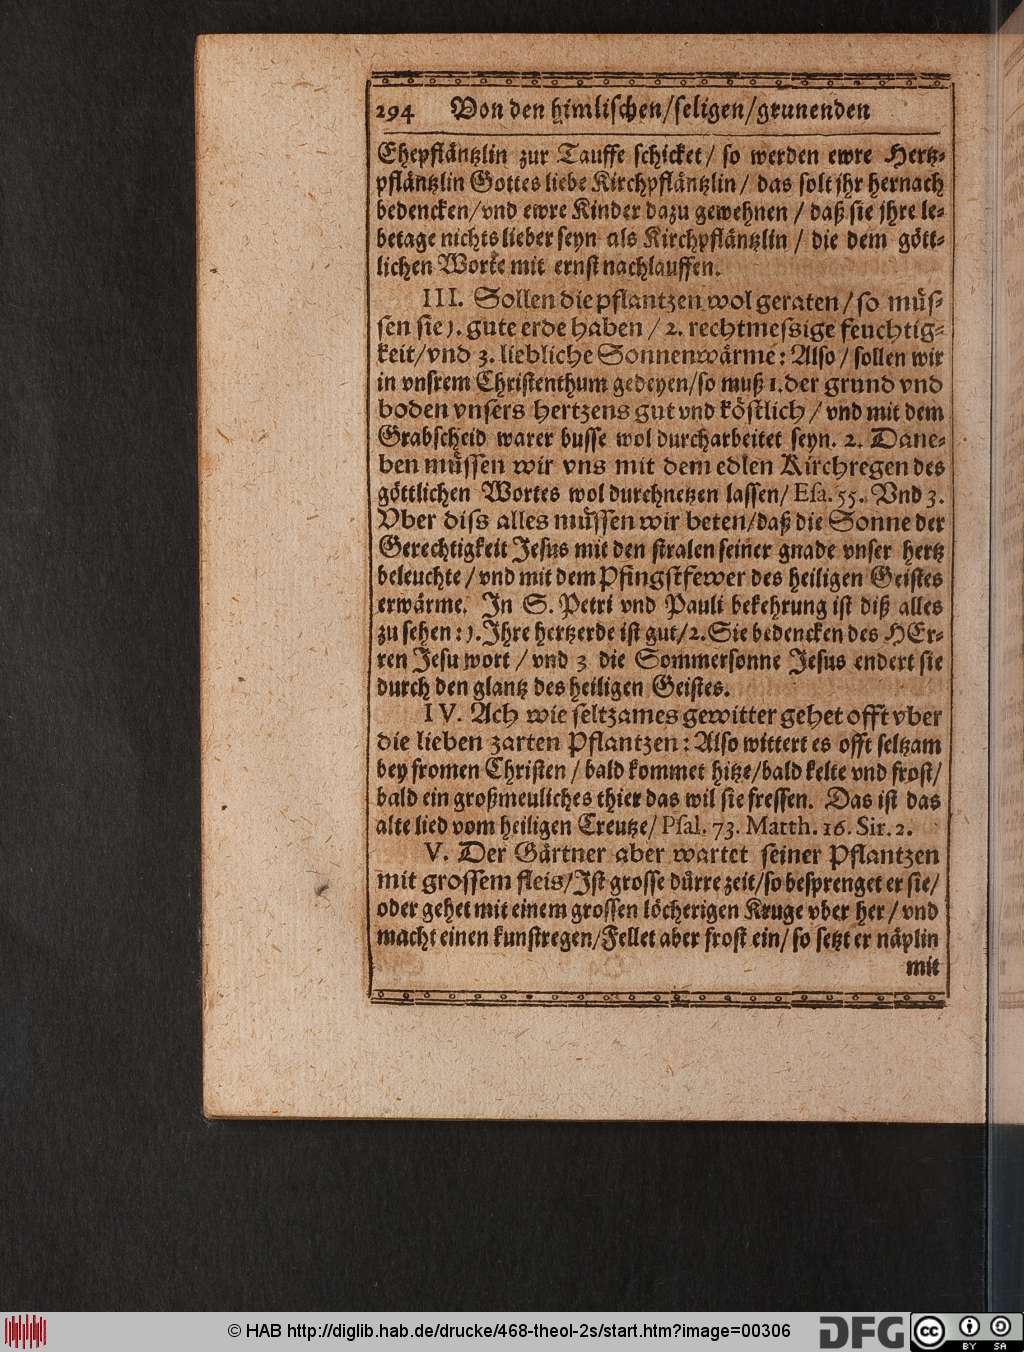 294 Von den himlischen/seligen/grunenden
Ehepfläntzlin zur Tauffe schicket/ so werden ewre Hertz-
pfläntzlin Gottes liebe Kirchpfläntzlin/ das solt jhr hernach
bedencken/vnd ewre Kinder dazu gewehnen / daß sie jhre le-
betage nichts lieber seyn als Kirchpfläntzlin / die dem gött-
lichen Worte mit ernst nachlauffen.
III. Sollen die pflantzen wol geraten / so müs-
sen sie 1. gute erde haben / 2. rechtmessige feuchtig-
keit/vnd 3. liebliche Sonnenwärme: Also / sollen wir
in vnsrem Christenthum gedeyen/so muß 1. der grund vnd
boden vnsers hertzens gut vnd köstlich / vnd mit dem
Grabscheid warer busse wol durcharbeitet seyn. 2. Dane-
ben müssen wir vns mit dem edlen Kirchregen des
göttlichen Wortes wol durchnetzen lassen/ Esa. 55. Vnd 3.
Vber diss alles müssen wir beten/daß die Sonne der
Gerechtigkeit Jesus mit den stralen seiner gnade vnser hertz
beleuchte / vnd mit dem Pfingstfewer des heiligen Geistes
erwärme. In S. Petri vnd Pauli bekehrung ist diß alles
zu sehen: 1. Ihre hertzerde ist gut/2. Sie bedencken des HEr-
ren Jesu wort / vnd 3 die Sommersonne Jesus endert sie
durch den glantz des heiligen Geistes.
IV. Ach wie seltzames gewitter gehet offt vber
die lieben zarten Pflantzen: Also wittert es offt seltzam
bey fromen Christen / bald kommet hitze/bald kelte vnd frost/
bald ein großmeuliches thier das wil sie fressen. Das ist das
alte lied vom heiligen Creutze/ Psal. 73. Matth. 16. Sir. 2.
V. Der Gärtner aber wartet seiner Pflantzen
mit grossem fleis/Ist grosse dürre zeit/so besprenget er sie/
oder gehet mit einem grossen löcherigen Kruge vber her / vnd
macht einen kunstregen/Fellet aber frost ein/ so setzt er näplin
mit
© HAB http://diglib.hab.de/drucke/468-theol-2s/start.htm?image=00306
DFG
cc
BY SA